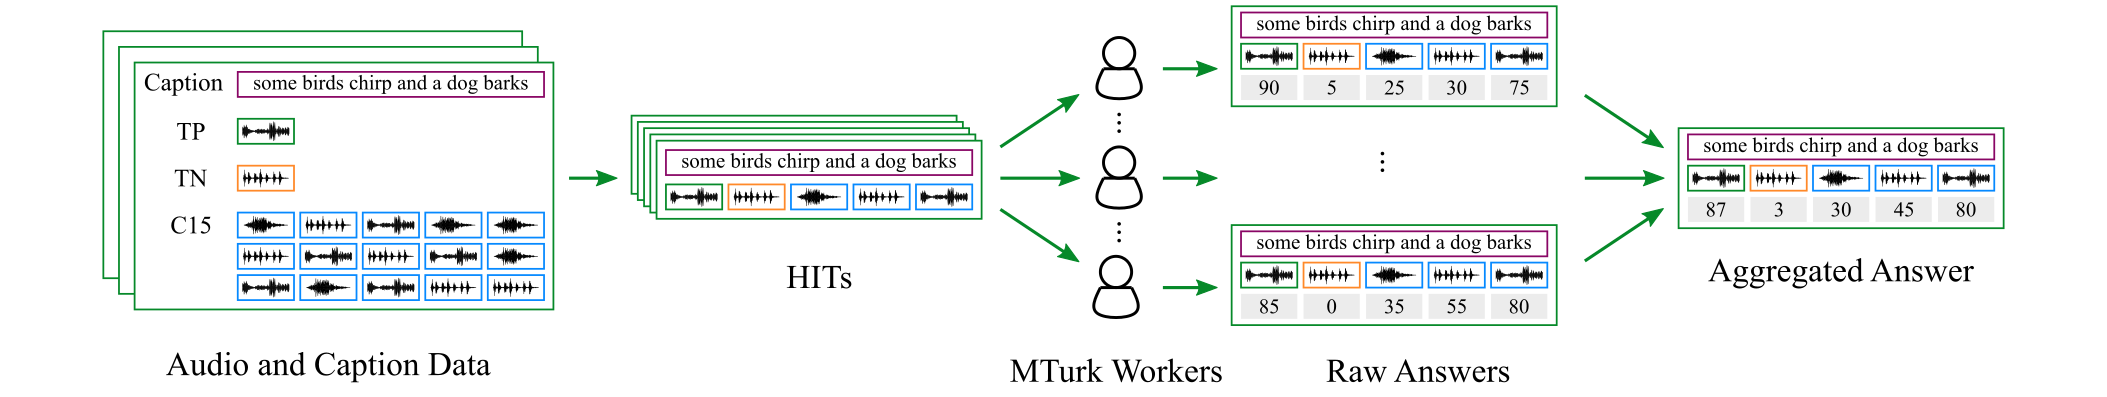 Caption some birds chirp and a dog barks
TP
TN
C15
Audio and Caption Data
some birds chirp and a dog barks
HITs
MTurk Workers
some birds chirp and a dog barks
90 5 25 30 75
some birds chirp and a dog barks
85 0 35 55 80
Raw Answers
some birds chirp and a dog barks
87 3 30 45 80
Aggregated Answer